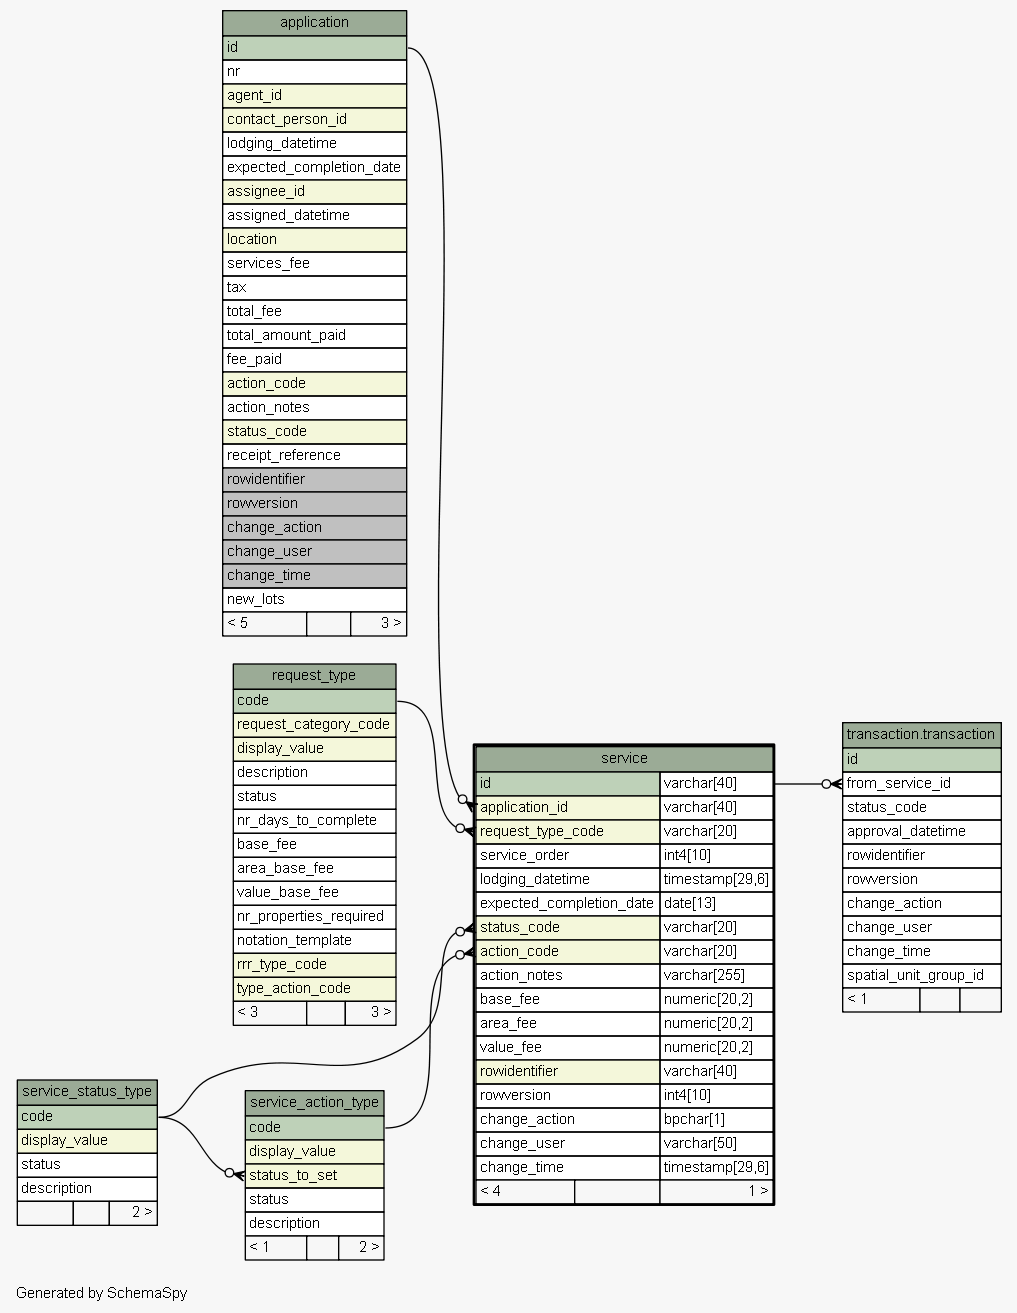 application
id
nr
agent_id
contact_person_id
lodging_datetime
expected_completion_date
assignee_id
assigned_datetime
location
services_fee
tax
total_fee
total_amount_paid
fee_paid
action_code
action_notes
status_code
receipt_reference
rowidentifier
rowversion
change_action
change_user
change_time
new_lots
< 5 3 >
request_type
code
request_category_code
display_value
description
status
nr_days_to_complete
base_fee
area_base_fee
value_base_fee
nr_properties_required
notation_template
rrr_type_code
type_action_code
< 3 3 >
service
id varchar[40]
application_id varchar[40]
request_type_code varchar[20]
service_order int4[10]
lodging_datetime timestamp[29,6]
expected_completion_date date[13]
status_code varchar[20]
action_code varchar[20]
action_notes varchar[255]
base_fee numeric[20,2]
area_fee numeric[20,2]
value_fee numeric[20,2]
rowidentifier varchar[40]
rowversion int4[10]
change_action bpchar[1]
change_user varchar[50]
change_time timestamp[29,6]
< 4 1 >
transaction.transaction
id
from_service_id
status_code
approval_datetime
rowidentifier
rowversion
change_action
change_user
change_time
spatial_unit_group_id
< 1
service_status_type
code
display_value
status
description
2 >
service_action_type
code
display_value
status_to_set
status
description
< 1 2 >
Generated by SchemaSpy